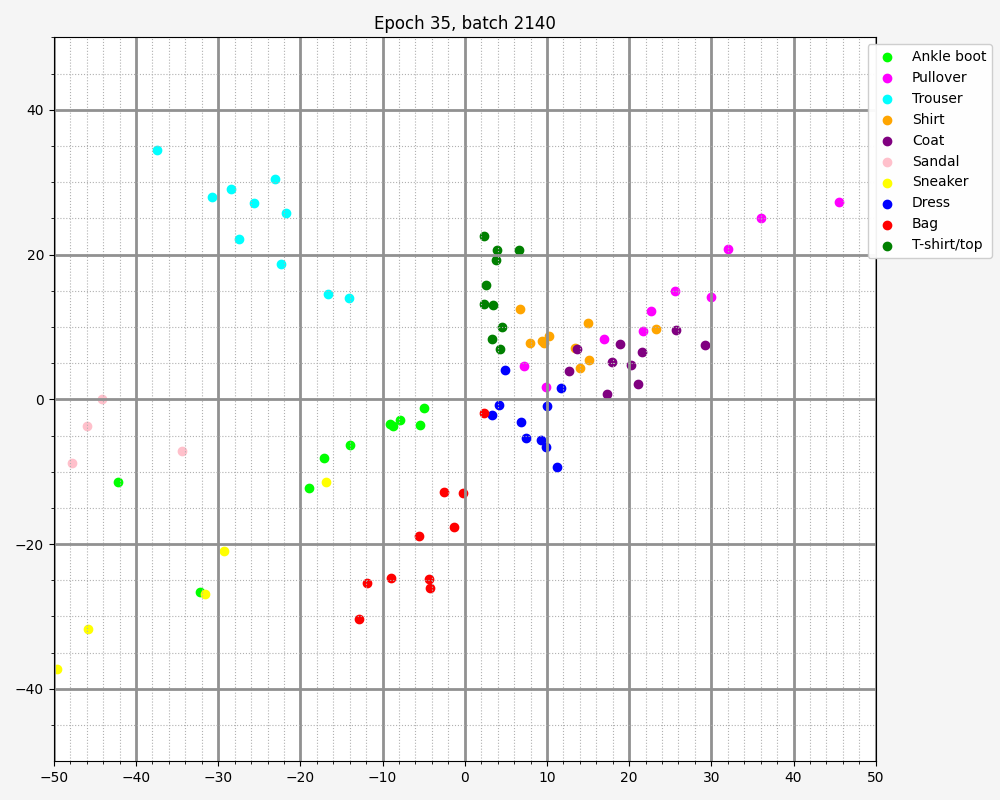 Epoch 35, batch 2140
Ankle boot
Pullover
Trouser
Shirt
Coat
Sandal
Sneaker
Dress
Bag
T-shirt/top
40
20
0
−20
−40
−50 −40 −30 −20 −10 0 10 20 30 40 50